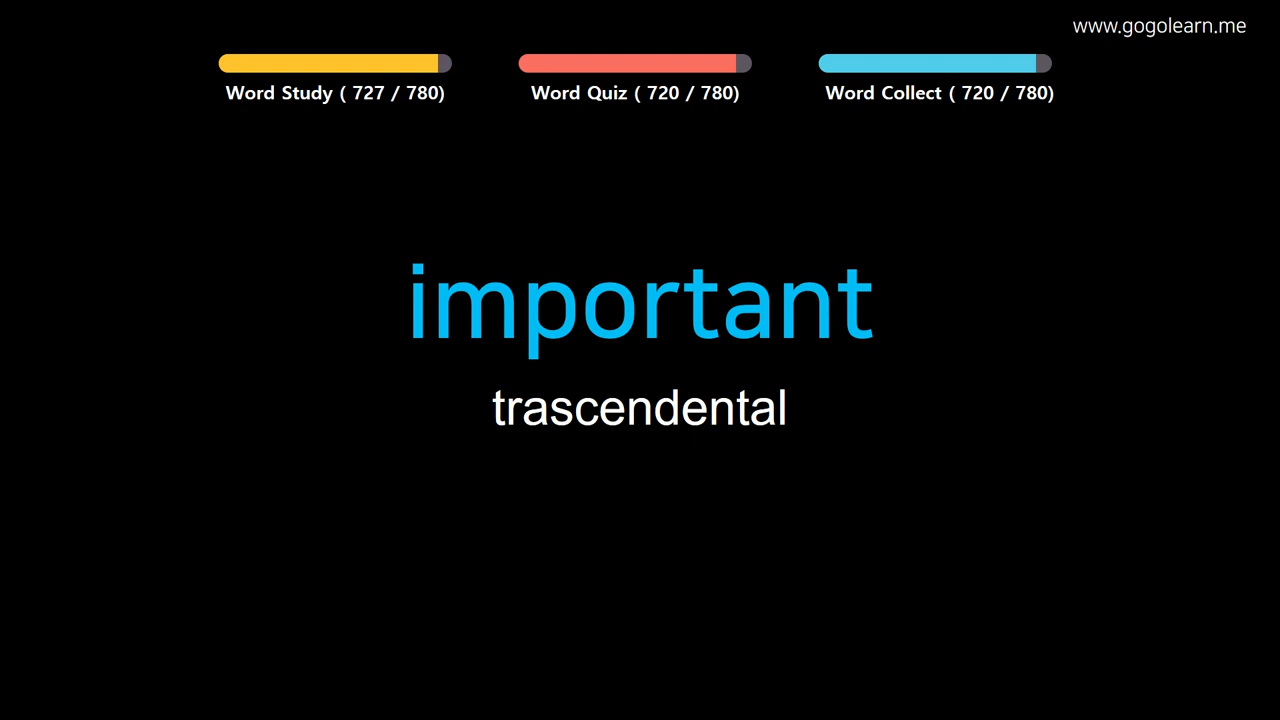 www.gogolearn.me
Word Study ( 727 / 780)
Word Quiz ( 720 / 780)
Word Collect ( 720 / 780)
important
trascendental